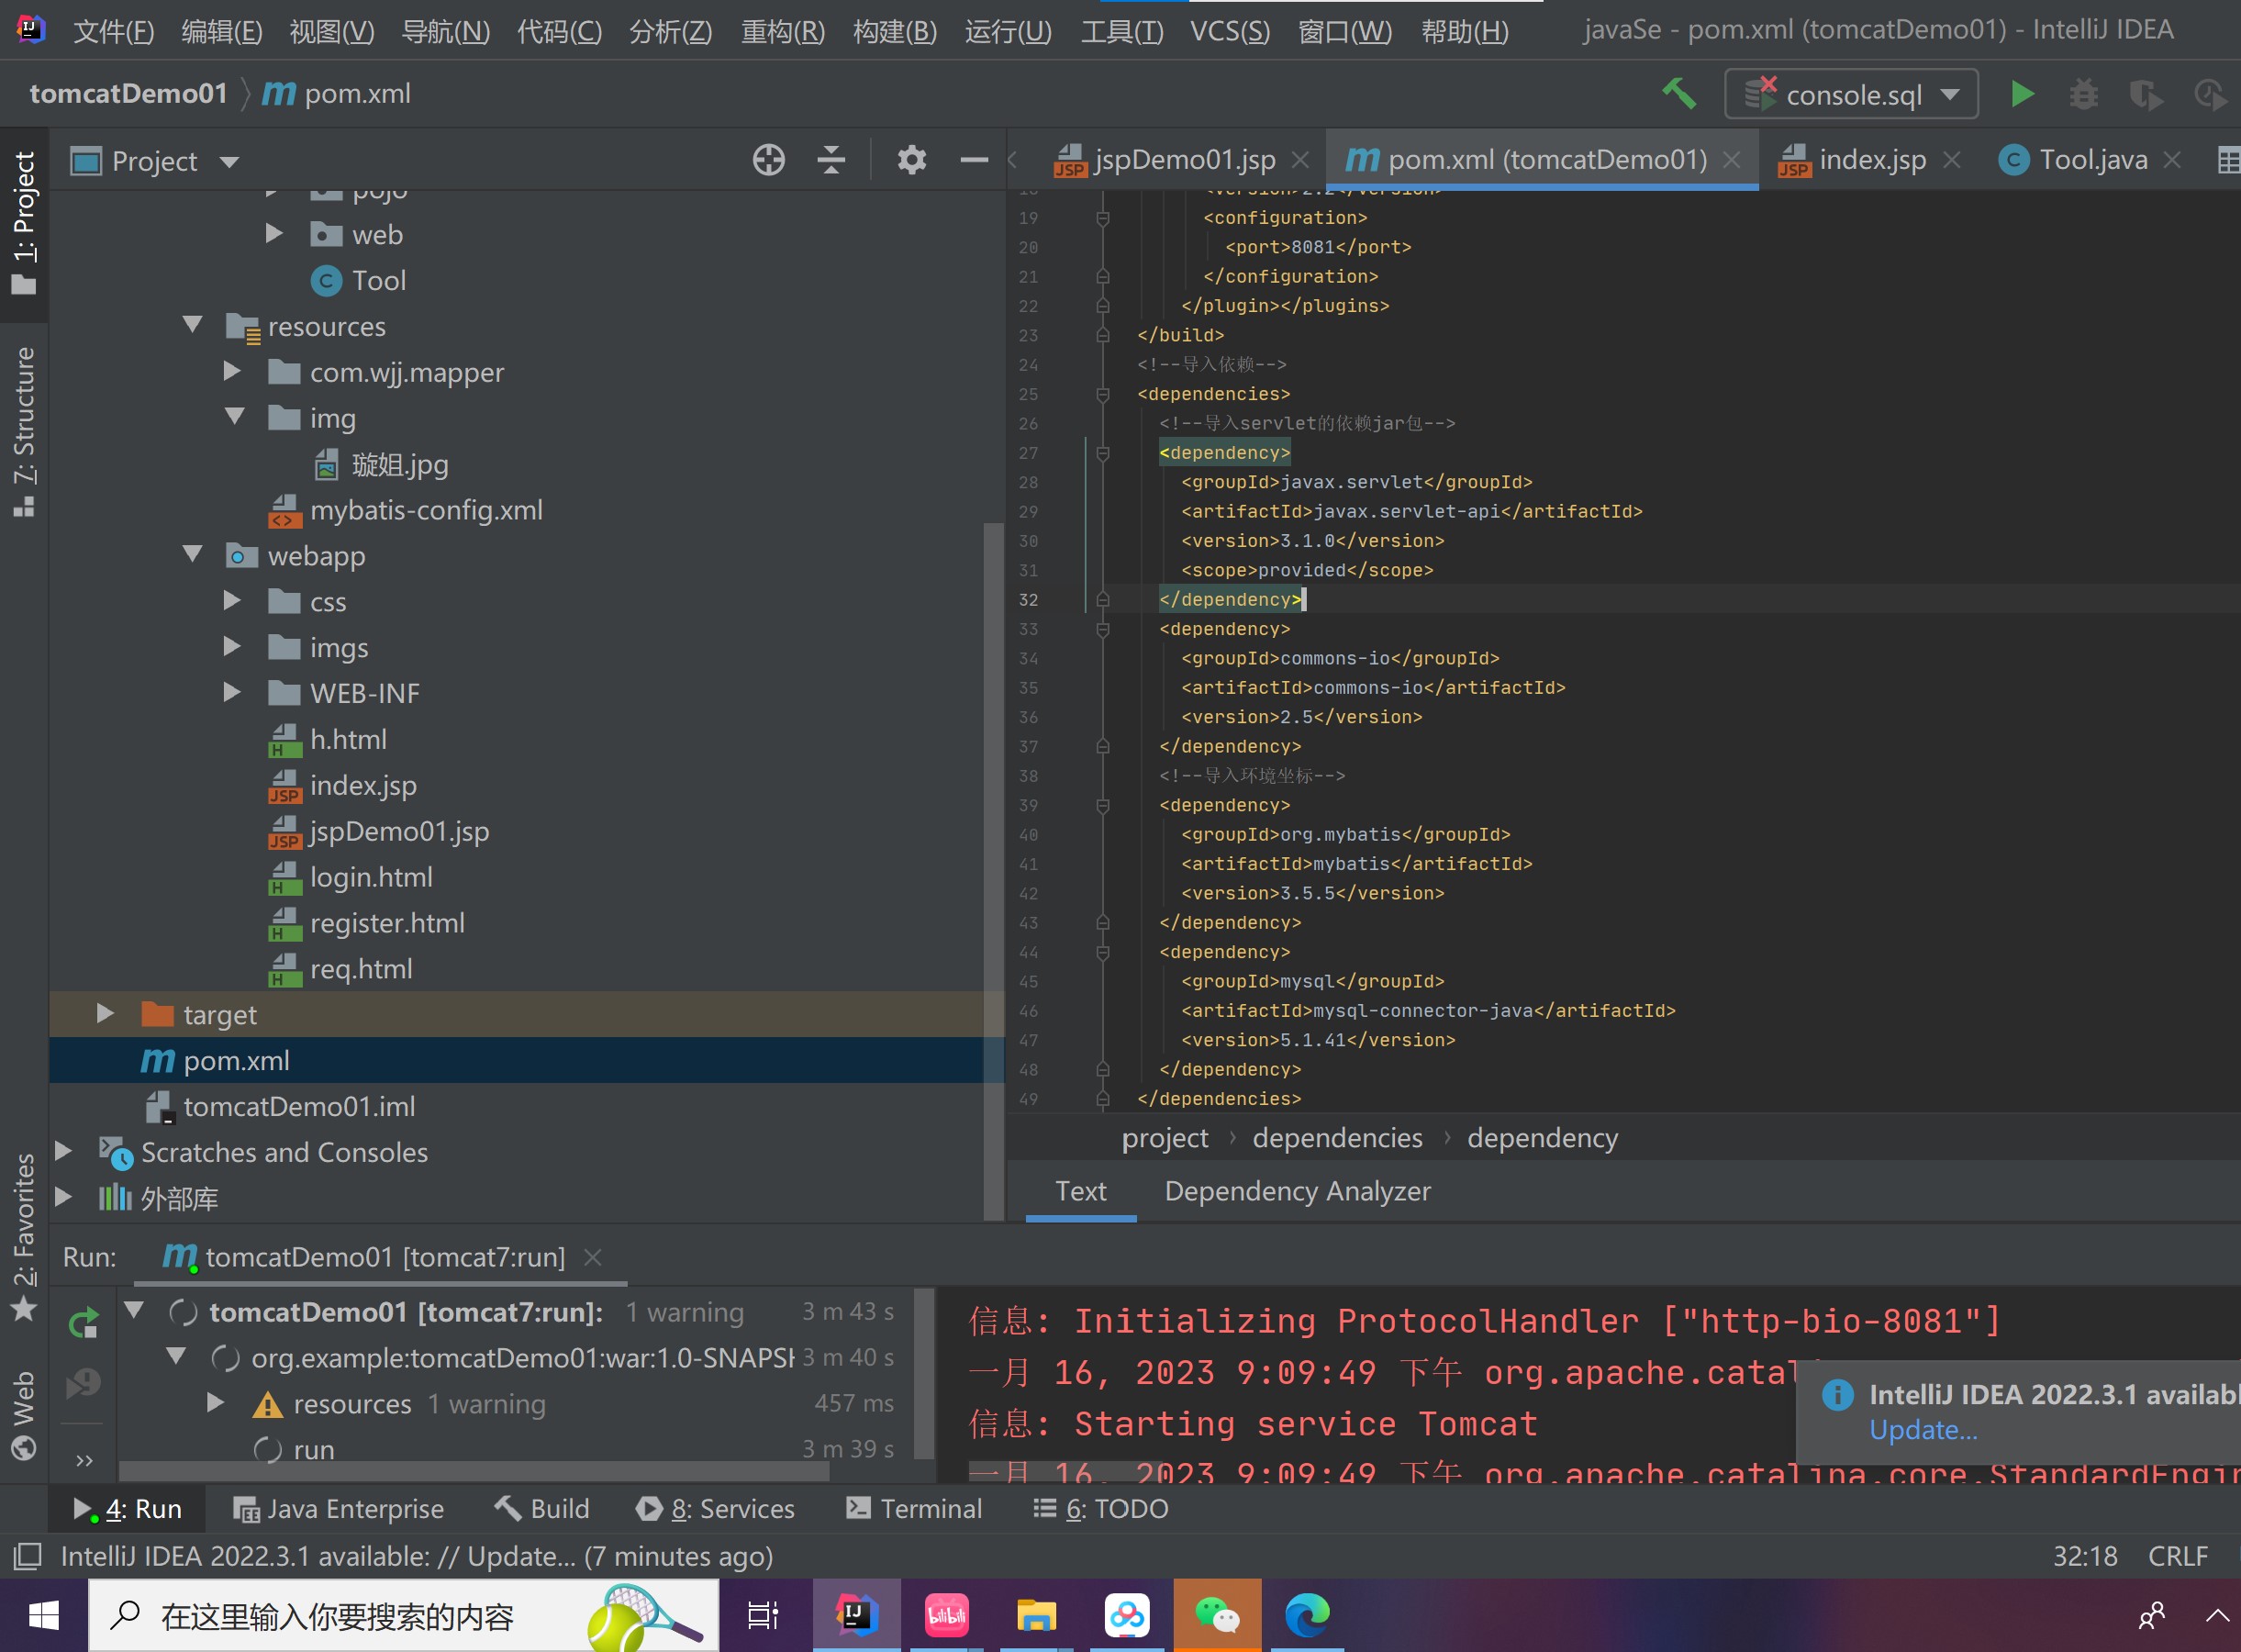 文件(F) 编辑(E) 视图(V) 导航(N) 代码(C) 分析(Z) 重构(R) 构建(B) 运行(U) 工具(T) VCS(S) 窗口(W) 帮助(H) javaSe - pom.xml (tomcatDemo01) - IntelliJ IDEA
tomcatDemo01 pom.xml
console.sql
1: Project
7: Structure
2: Favorites
Web
Project
pojo
web
Tool
resources
com.wjj.mapper
img
璇姐.jpg
mybatis-config.xml
webapp
css
imgs
WEB-INF
h.html
index.jsp
jspDemo01.jsp
login.html
register.html
req.html
target
pom.xml
tomcatDemo01.iml
Scratches and Consoles
外部库
jspDemo01.jsp pom.xml (tomcatDemo01) index.jsp Tool.java
18 <version>2.2</version>
19 <configuration>
20 <port>8081</port>
21 </configuration>
22 </plugin></plugins>
23 </build>
24 <!--导入依赖-->
25 <dependencies>
26 <!--导入servlet的依赖jar包-->
27 <dependency>
28 <groupId>javax.servlet</groupId>
29 <artifactId>javax.servlet-api</artifactId>
30 <version>3.1.0</version>
31 <scope>provided</scope>
32 </dependency>
33 <dependency>
34 <groupId>commons-io</groupId>
35 <artifactId>commons-io</artifactId>
36 <version>2.5</version>
37 </dependency>
38 <!--导入环境坐标-->
39 <dependency>
40 <groupId>org.mybatis</groupId>
41 <artifactId>mybatis</artifactId>
42 <version>3.5.5</version>
43 </dependency>
44 <dependency>
45 <groupId>mysql</groupId>
46 <artifactId>mysql-connector-java</artifactId>
47 <version>5.1.41</version>
48 </dependency>
49 </dependencies>
project › dependencies › dependency
Text Dependency Analyzer
Run: tomcatDemo01 [tomcat7:run]
tomcatDemo01 [tomcat7:run]: 1 warning 3 m 43 s
org.example:tomcatDemo01:war:1.0-SNAPSH 3 m 40 s
resources 1 warning 457 ms
run 3 m 39 s
信息: Initializing ProtocolHandler ["http-bio-8081"]
一月 16, 2023 9:09:49 下午 org.apache.catal
信息: Starting service Tomcat
一月 16, 2023 9:09:49 下午 org.apache.catalina.core.StandardEngin
IntelliJ IDEA 2022.3.1 availabl
Update...
4: Run Java Enterprise Build 8: Services Terminal 6: TODO
IntelliJ IDEA 2022.3.1 available: // Update... (7 minutes ago) 32:18 CRLF
在这里输入你要搜索的内容
IJ
bilibili